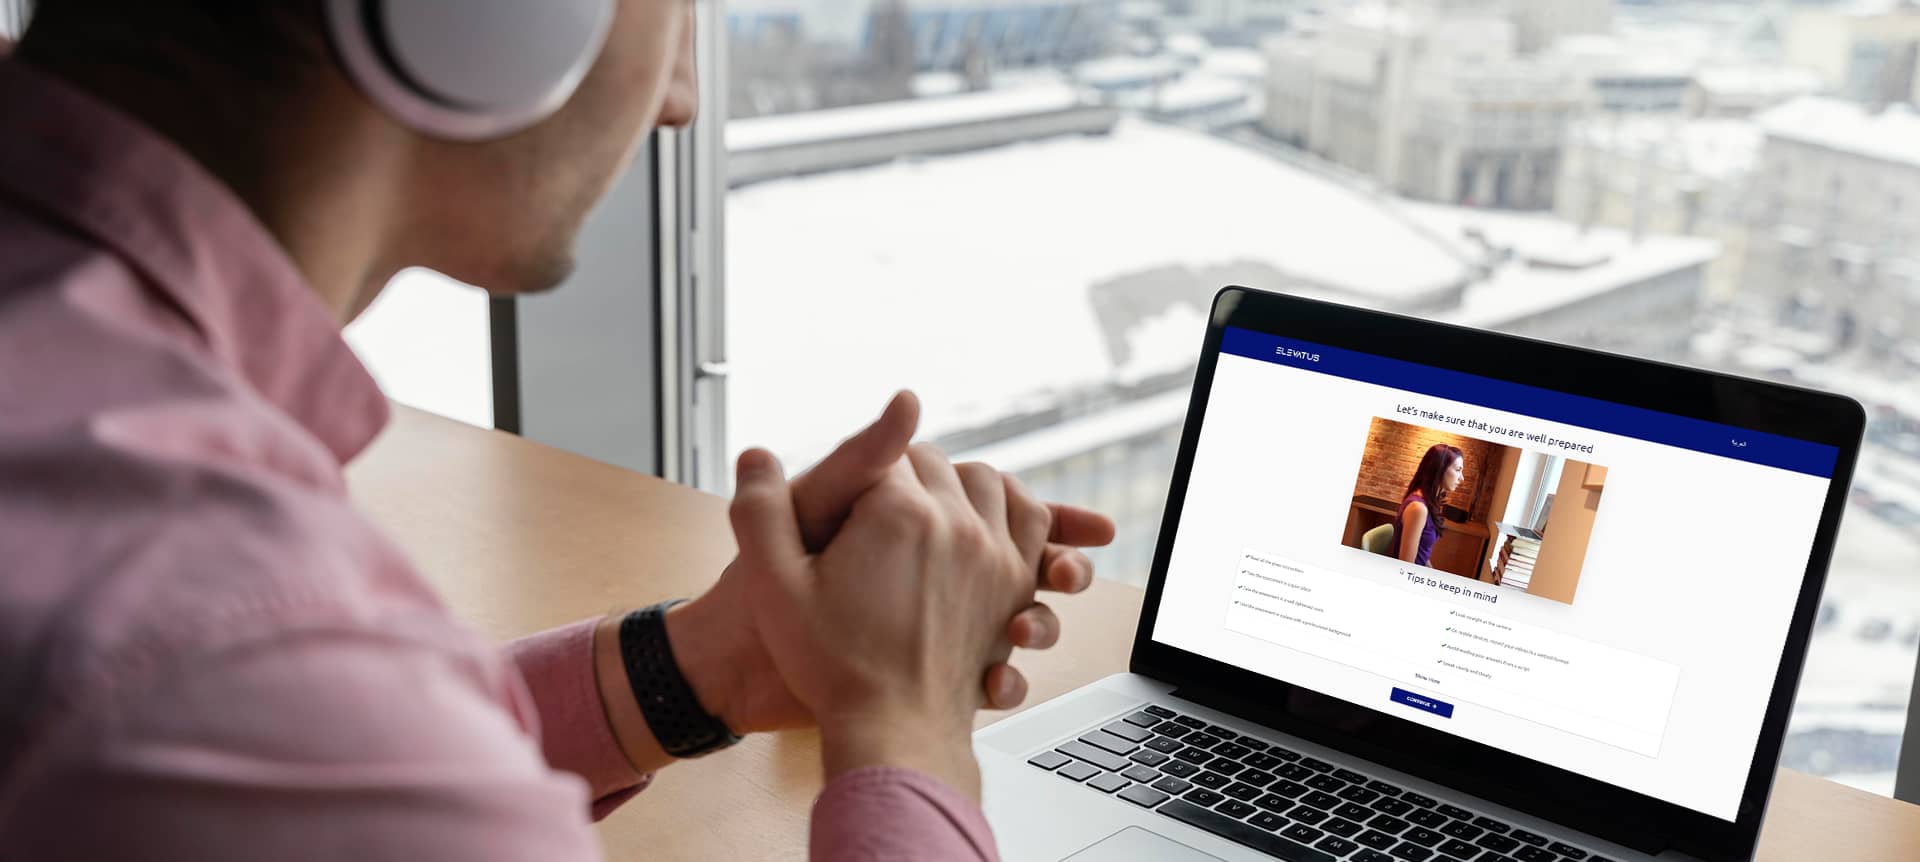 ELEVATUS
العربية
Let's make sure that you are well prepared
Tips to keep in mind
Read all the given instructions
Take the assessment in a quiet place
Take the assessment in a well lightened room
Take the assessment in a place with a professional background
Look straight at the camera
On mobile devices, record your videos in a vertical format
Avoid reading your answers from a script
Speak clearly and slowly
Show More
CONTINUE